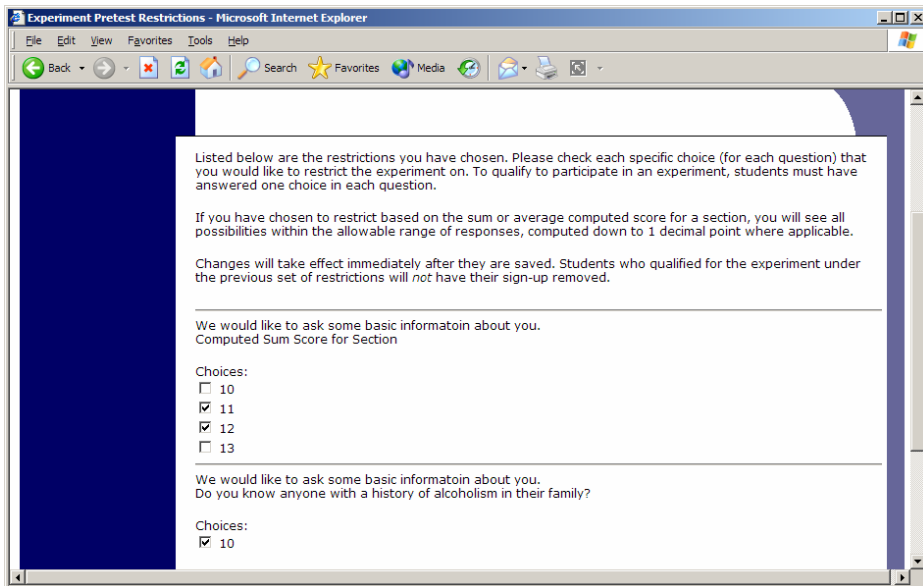 Experiment Pretest Restrictions - Microsoft Internet Explorer
File Edit View Favorites Tools Help
Back Search Favorites Media
Listed below are the restrictions you have chosen. Please check each specific choice (for each question) that
you would like to restrict the experiment on. To qualify to participate in an experiment, students must have
answered one choice in each question.
If you have chosen to restrict based on the sum or average computed score for a section, you will see all
possibilities within the allowable range of responses, computed down to 1 decimal point where applicable.
Changes will take effect immediately after they are saved. Students who qualified for the experiment under
the previous set of restrictions will not have their sign-up removed.
We would like to ask some basic informatoin about you.
Computed Sum Score for Section
Choices:
10
11
12
13
We would like to ask some basic informatoin about you.
Do you know anyone with a history of alcoholism in their family?
Choices:
10